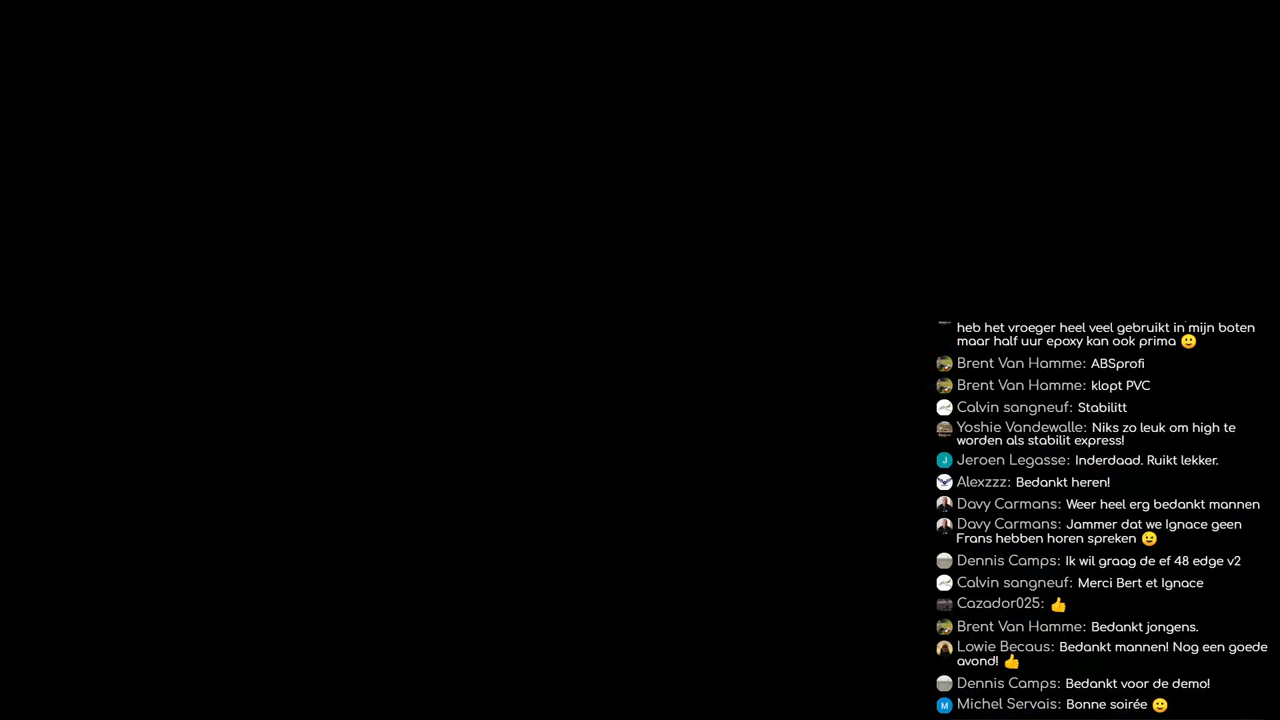 heb het vroeger heel veel gebruikt in mijn boten
maar half uur epoxy kan ook prima 🙂
Brent Van Hamme: ABSprofi
Brent Van Hamme: klopt PVC
Calvin sangneuf: Stabilitt
Yoshie Vandewalle: Niks zo leuk om high te
worden als stabilit express!
J Jeroen Legasse: Inderdaad. Ruikt lekker.
Alexzzz: Bedankt heren!
Davy Carmans: Weer heel erg bedankt mannen
Davy Carmans: Jammer dat we Ignace geen
Frans hebben horen spreken 😉
Dennis Camps: Ik wil graag de ef 48 edge v2
Calvin sangneuf: Merci Bert et Ignace
Cazador025: 👍
Brent Van Hamme: Bedankt jongens.
Lowie Becaus: Bedankt mannen! Nog een goede
avond! 👍
Dennis Camps: Bedankt voor de demo!
M Michel Servais: Bonne soirée 🙂